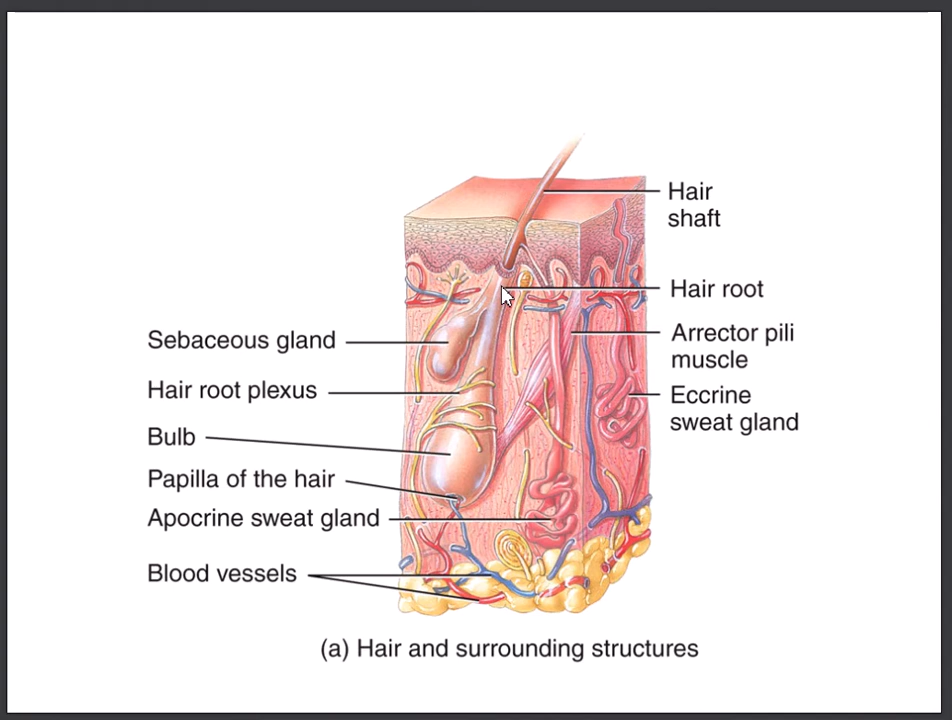 Hair
shaft
Hair root
Sebaceous gland
Arrector pili
muscle
Hair root plexus
Eccrine
sweat gland
Bulb
Papilla of the hair
Apocrine sweat gland
Blood vessels
(a) Hair and surrounding structures